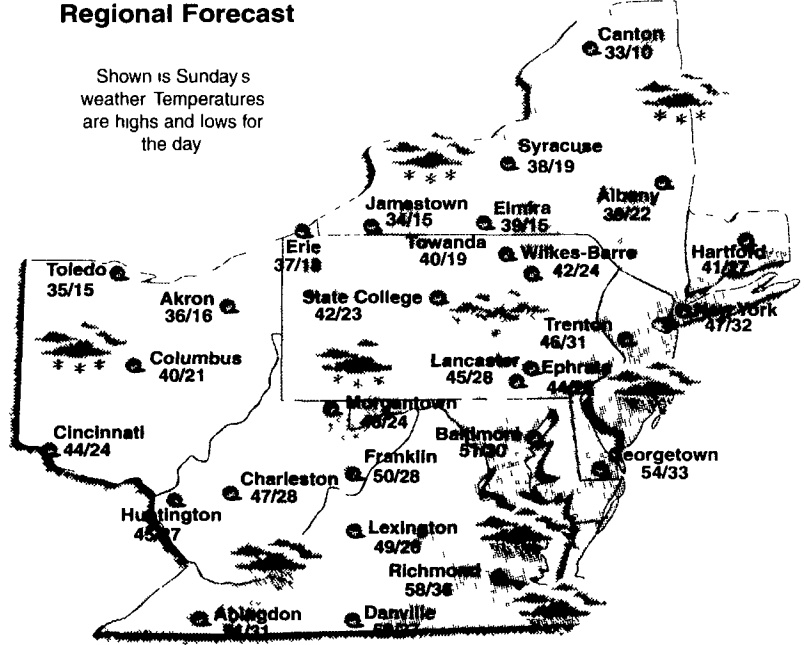 Regional Forecast
Shown is Sunday s
weather Temperatures
are highs and lows for
the day
Canton
33/10
Syracuse
38/19
Albany
Jamestown
34/15
Elmira
39/15
Erie
Towanda
40/19
Wilkes-Barre
42/24
Hartford
Toledo
35/15
Akron
36/16
State College
42/23
New York
47/32
Trenton
46/31
Columbus
40/21
Lancaster
45/28
Ephrata
Morgantown
Cincinnati
44/24
Baltimore
Franklin
50/28
eorgetown
54/33
Charleston
47/28
Huntington
Lexington
Richmond
Abingdon
Danville